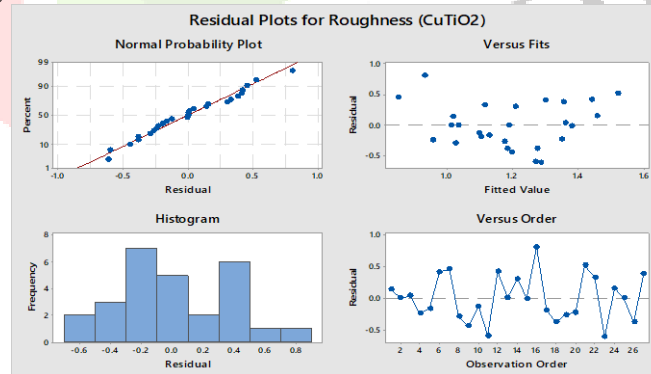 Residual Plots for Roughness (CuTiO2)
Normal Probability Plot
Versus Fits
99
90
50
10
1
Percent
-1.0 -0.5 0.0 0.5 1.0
Residual
1.0
0.5
0.0
-0.5
Residual
1.0 1.2 1.4 1.6
Fitted Value
Histogram
Versus Order
8
6
4
2
0
Frequency
-0.6 -0.4 -0.2 0.0 0.2 0.4 0.6 0.8
Residual
1.0
0.5
0.0
-0.5
Residual
2 4 6 8 10 12 14 16 18 20 22 24 26
Observation Order